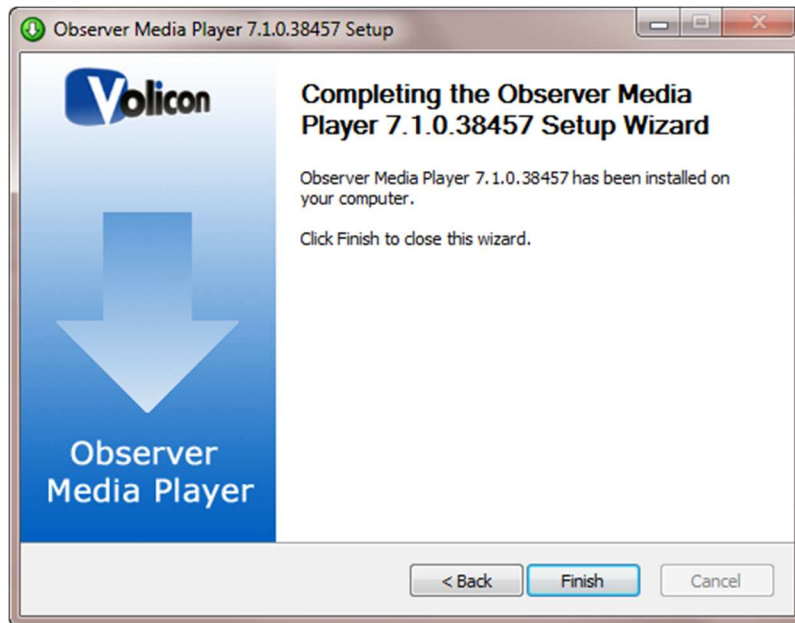 Observer Media Player 7.1.0.38457 Setup
Volicon
Completing the Observer Media
Player 7.1.0.38457 Setup Wizard
Observer Media Player 7.1.0.38457 has been installed on
your computer.
Click Finish to close this wizard.
Observer
Media Player
< Back
Finish
Cancel